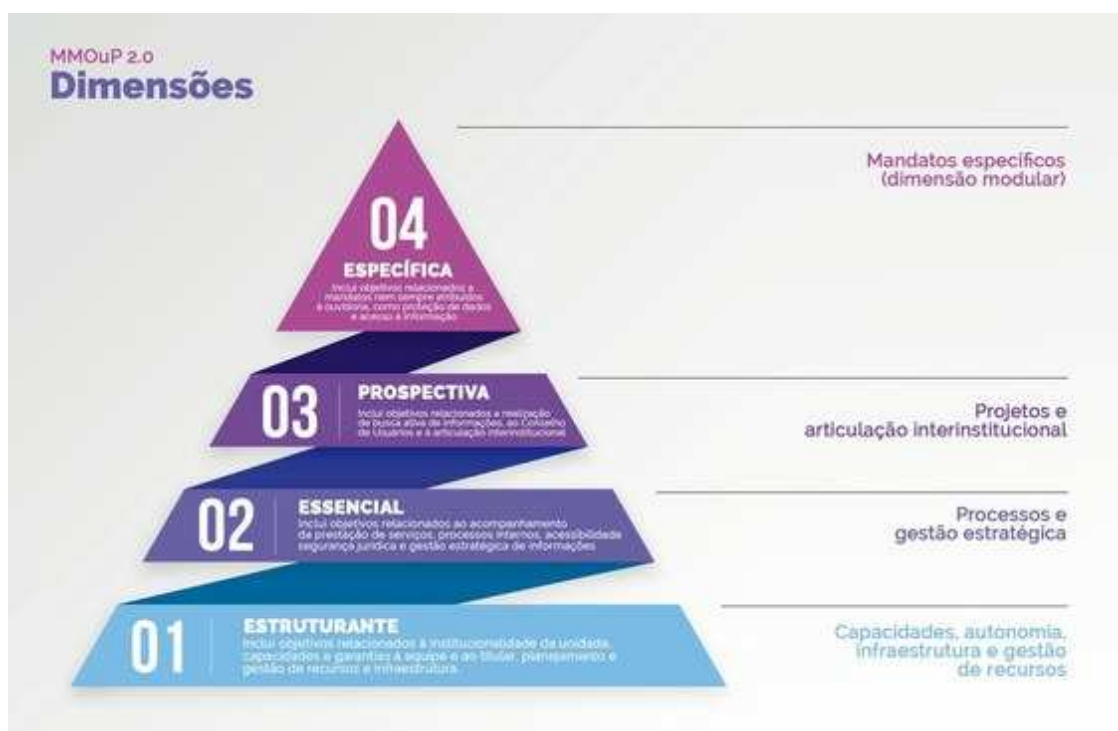 MMOuP 2.0
Dimensões
Mandatos específicos
(dimensão modular)
04
ESPECÍFICA
Inclui objetivos relacionados a
mandatos nem sempre atribuídos
à ouvidoria, como proteção de dados
e acesso à informação
03
PROSPECTIVA
Inclui objetivos relacionados a realização
de busca ativa de informações, ao Conselho
de Usuários e à articulação interinstitucional
Projetos e
articulação interinstitucional
02
ESSENCIAL
Inclui objetivos relacionados ao acompanhamento
da prestação de serviços, processos internos, acessibilidade
segurança jurídica e gestão estratégica de informações
Processos e
gestão estratégica
01
ESTRUTURANTE
Inclui objetivos relacionados à institucionalidade da unidade,
capacidades e garantias à equipe e ao titular, planejamento e
gestão de recursos e infraestrutura.
Capacidades, autonomia,
infraestrutura e gestão
de recursos